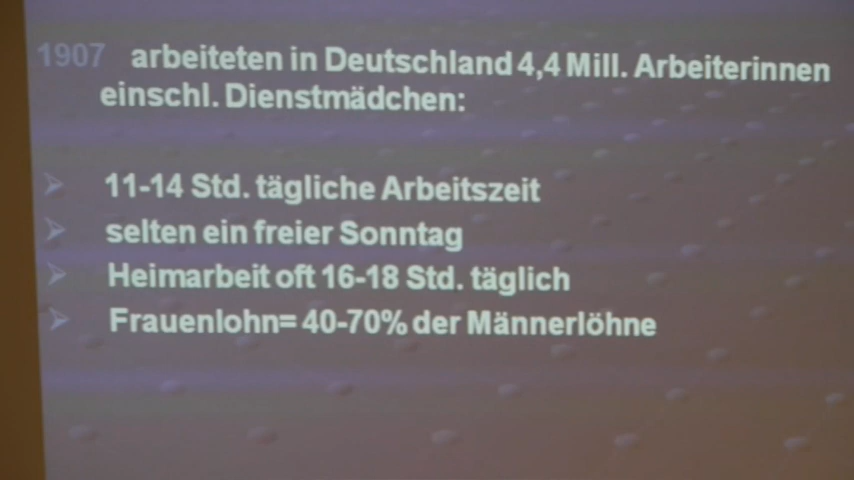 1907 arbeiteten in Deutschland 4,4 Mill. Arbeiterinnen
einschl. Dienstmädchen:
11-14 Std. tägliche Arbeitszeit
selten ein freier Sonntag
Heimarbeit oft 16-18 Std. täglich
Frauenlohn= 40-70% der Männerlöhne